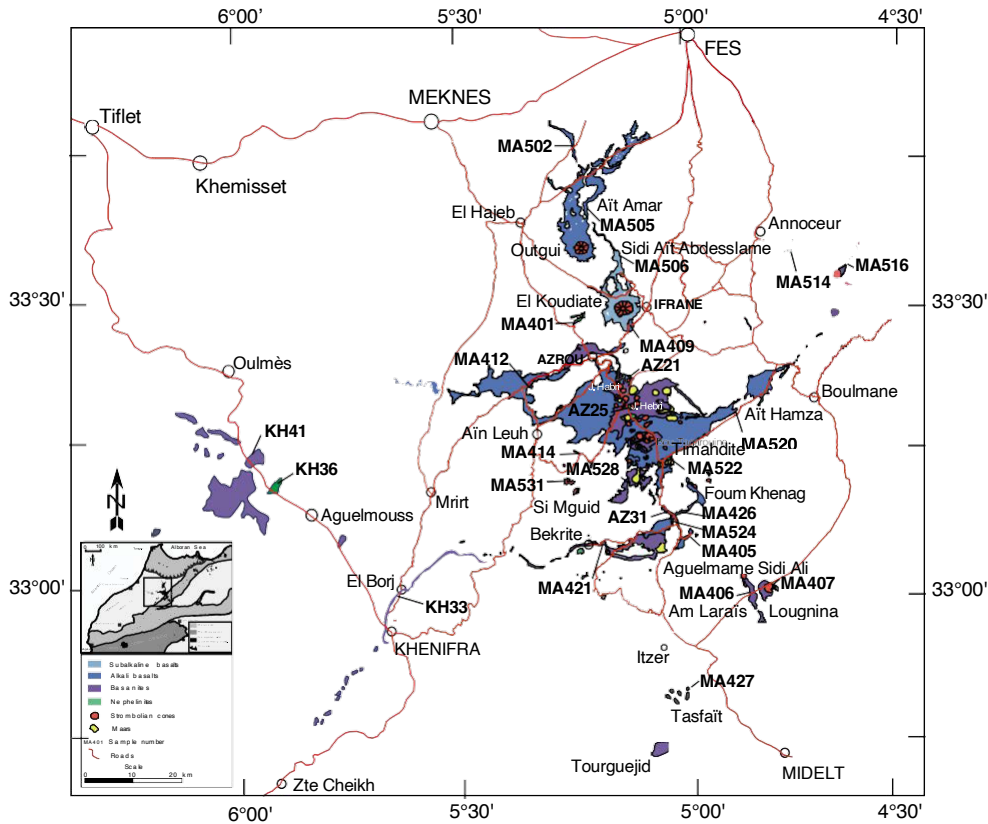 6°00' 5°30' 5°00' 4°30'
FES
MEKNES
Tiflet
Khemisset
MA502
El Hajeb
Aït Amar
MA505
Annoceur
Outgui
Sidi Aït Abdesslame
MA506
MA514
MA516
33°30'
33°30'
El Koudiate
IFRANE
MA401
MA409
AZROU
MA412
AZ21
Oulmès
Hebri
Hebri
AZ25
Boulmane
Aït Hamza
Aïn Leuh
KH41
MA520
MA414
Timahdite
KH36
MA528
MA522
MA531
Foum Khenag
N
Mrirt
Si Mguid
AZ31
MA426
Aguelmouss
MA524
Bekrite
MA405
0 100 km
Alboran Sea
N
Aguelmame Sidi Ali
33°00'
33°00'
El Borj
MA421
MA406
MA407
KH33
Am Laraïs
Lougnina
KHENIFRA
Itzer
Subalkaline basalts
Alkali basalts
Basanites
Nephelinites
Strombolian cones
Maars
MA401 Sample number
Roads
Scale
0 10 20 km
MA427
Tasfaït
Tourguejid
MIDELT
Zte Cheikh
6°00' 5°30' 5°00' 4°30'